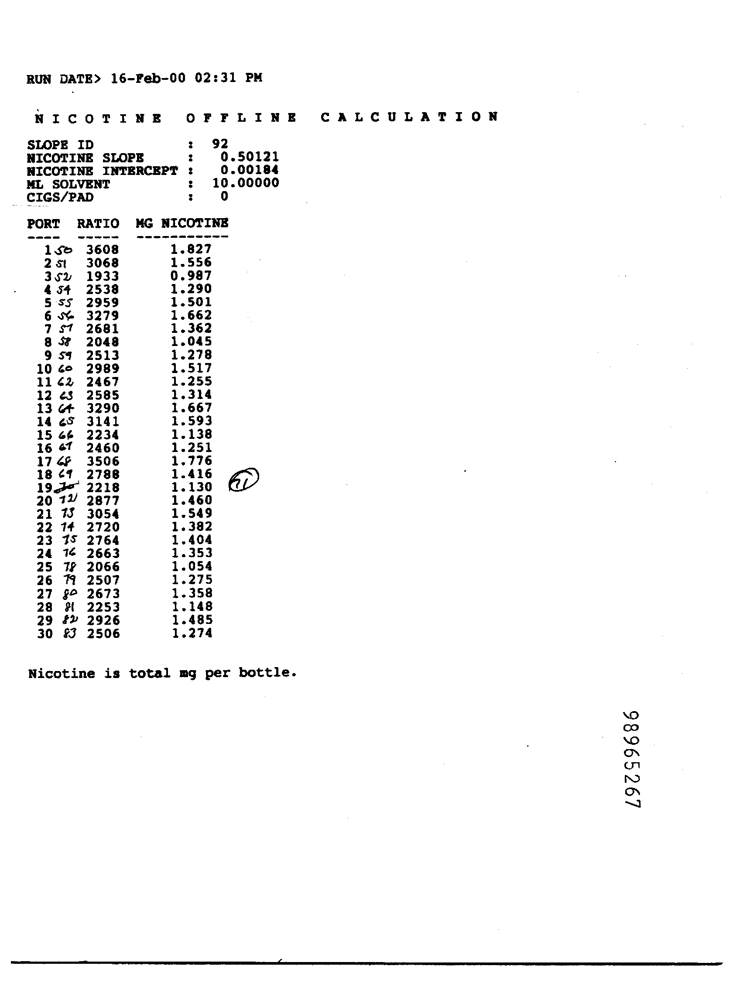 RUN DATE> 16-Feb-00 02:31 PM
NICOTINE OFFLINE CALCULATION
SLOPE ID : 92
NICOTINE SLOPE : 0.50121
NICOTINE INTERCEPT : 0.00184
ML SOLVENT : 10.00000
CIGS/PAD : 0
PORT RATIO MG NICOTINE
---- ----- -----------
1 50 3608 1.827
2 51 3068 1.556
3 52 1933 0.987
4 54 2538 1.290
5 55 2959 1.501
6 56 3279 1.662
7 57 2681 1.362
8 58 2048 1.045
9 59 2513 1.278
10 60 2989 1.517
11 62 2467 1.255
12 63 2585 1.314
13 64 3290 1.667
14 65 3141 1.593
15 66 2234 1.138
16 67 2460 1.251
17 68 3506 1.776
18 69 2788 1.416
19 2218 1.130 71
20 72 2877 1.460
21 73 3054 1.549
22 74 2720 1.382
23 75 2764 1.404
24 76 2663 1.353
25 78 2066 1.054
26 79 2507 1.275
27 80 2673 1.358
28 81 2253 1.148
29 82 2926 1.485
30 83 2506 1.274
Nicotine is total mg per bottle.
98965267